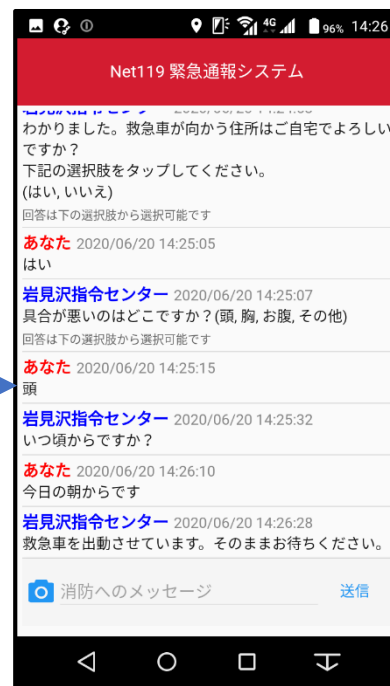 4G
96% 14:26
Net119 緊急通報システム
わかりました。救急車が向かう住所はご自宅でよろしい
ですか？
下記の選択肢をタップしてください。
(はい, いいえ)
回答は下の選択肢から選択可能です
あなた 2020/06/20 14:25:05
はい
岩見沢指令センター 2020/06/20 14:25:07
具合が悪いのはどこですか？(頭, 胸, お腹, その他)
回答は下の選択肢から選択可能です
あなた 2020/06/20 14:25:15
頭
岩見沢指令センター 2020/06/20 14:25:32
いつ頃からですか？
あなた 2020/06/20 14:26:10
今日の朝からです
岩見沢指令センター 2020/06/20 14:26:28
救急車を出動させています。そのままお待ちください。
消防へのメッセージ 送信